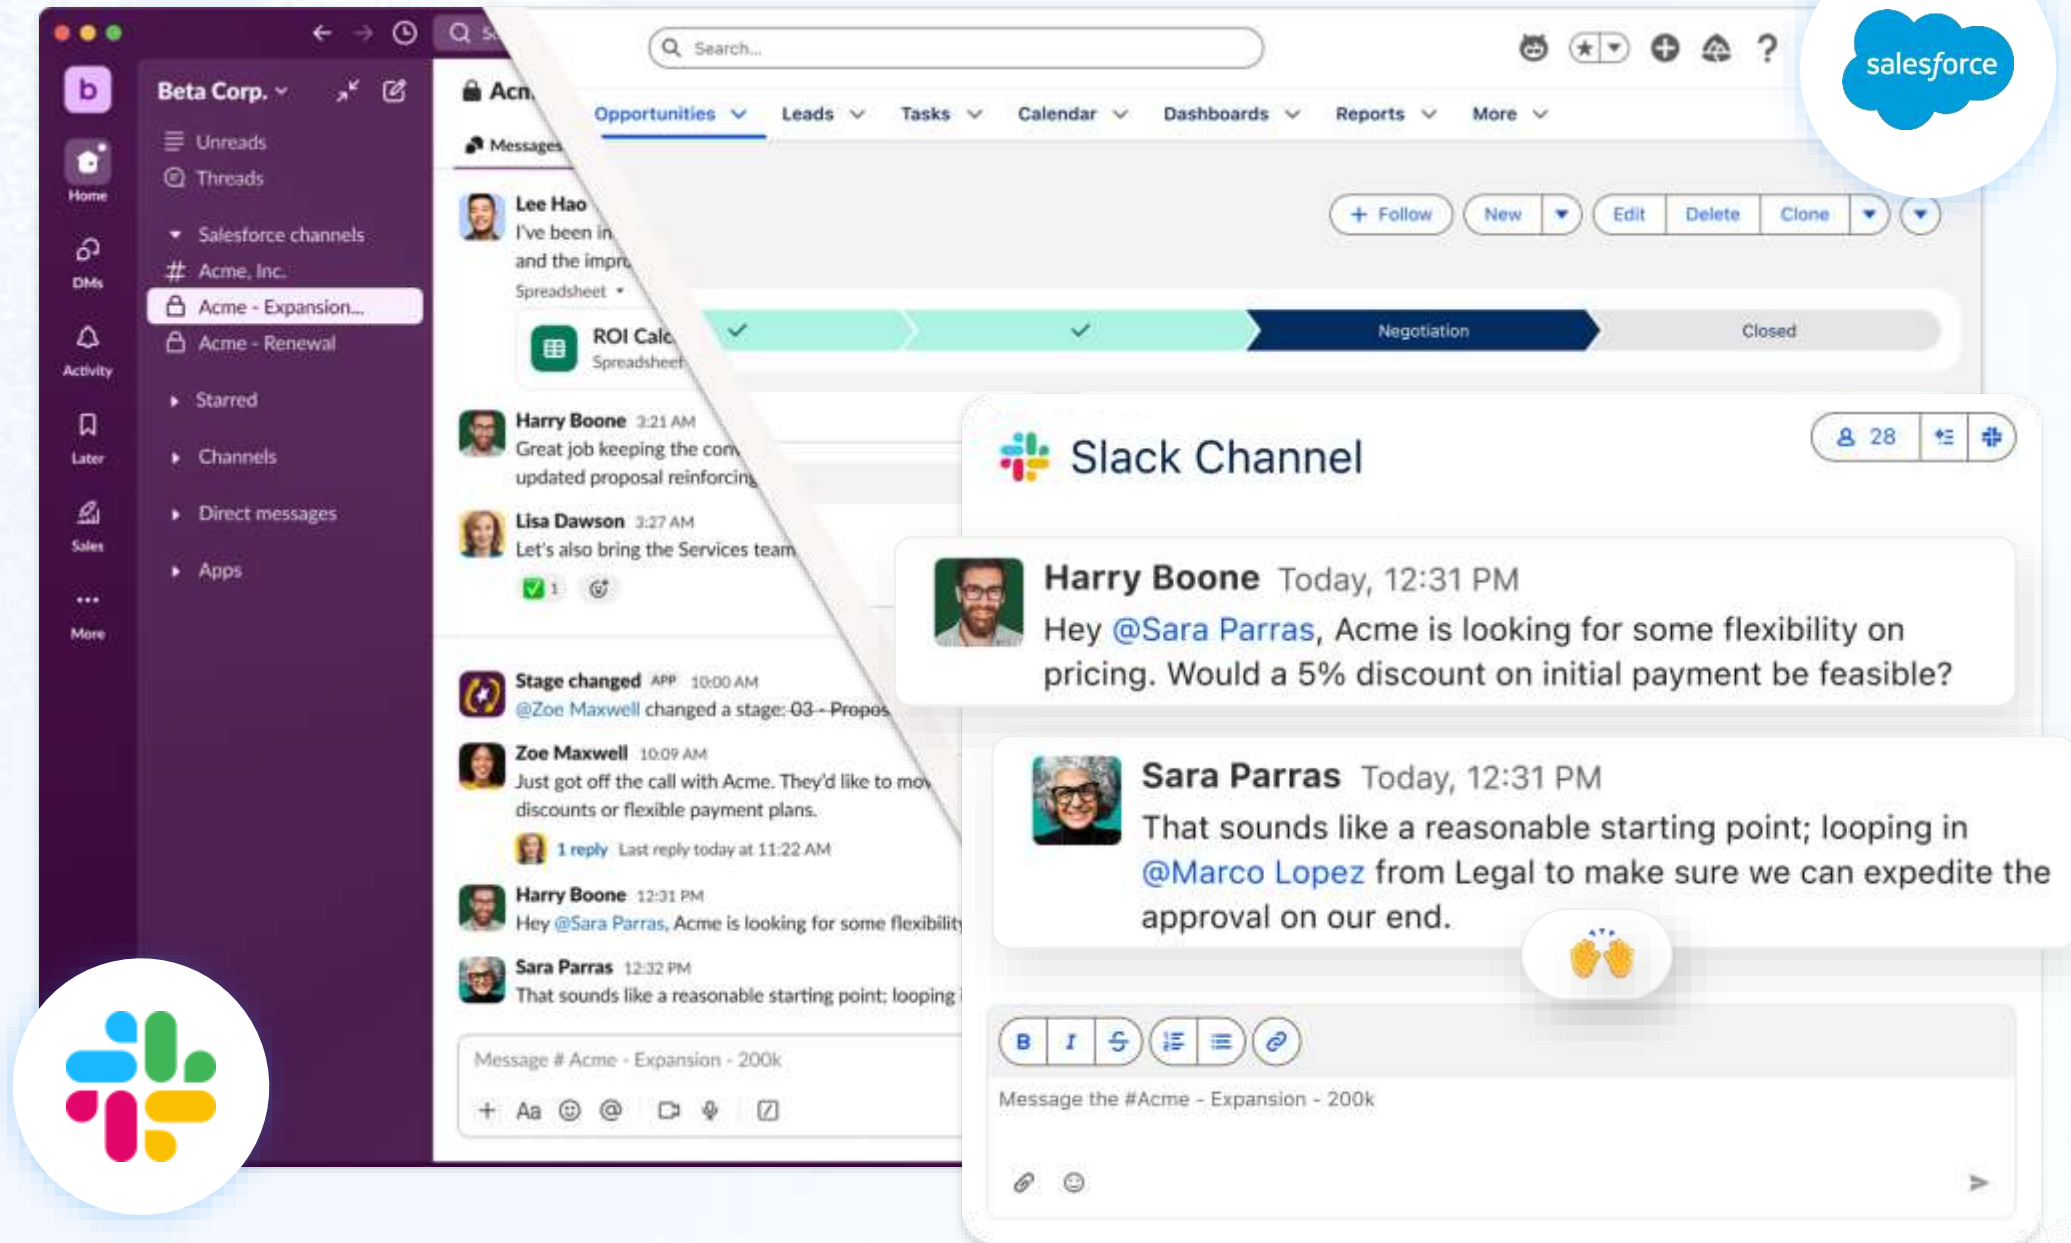 Search...
salesforce
b
Beta Corp.
Unreads
Threads
Home
Salesforce channels
# Acme, Inc.
Acme - Expansion...
Acme - Renewal
DMs
Activity
Starred
Later
Channels
Direct messages
Sales
Apps
More
Messages
Lee Hao
I've been in
and the
Spreadsheet
ROI
Spreadsheet
Harry Boone 3:21 AM
Great job keeping the
updated proposal reinforcing
Lisa Dawson 3:27 AM
Let's also bring the Services team
1
Stage changed APP 10:00 AM
@Zoe Maxwell changed a stage: 03 -
Zoe Maxwell 10:09 AM
Just got off the call with Acme. They'd like to
discounts or flexible payment plans.
1 reply Last reply today at 11:22 AM
Harry Boone 12:31 PM
Hey @Sara Parras, Acme is looking for some flexibility
Sara Parras 12:32 PM
That sounds like a reasonable starting point; looping
Message # Acme - Expansion - 200k
Aa
Opportunities Leads Tasks Calendar Dashboards Reports More
+ Follow New Edit Delete Clone
Negotiation Closed
Slack Channel
28
Harry Boone Today, 12:31 PM
Hey @Sara Parras, Acme is looking for some flexibility on
pricing. Would a 5% discount on initial payment be feasible?
Sara Parras Today, 12:31 PM
That sounds like a reasonable starting point; looping in
@Marco Lopez from Legal to make sure we can expedite the
approval on our end.
B I S
Message the #Acme - Expansion - 200k